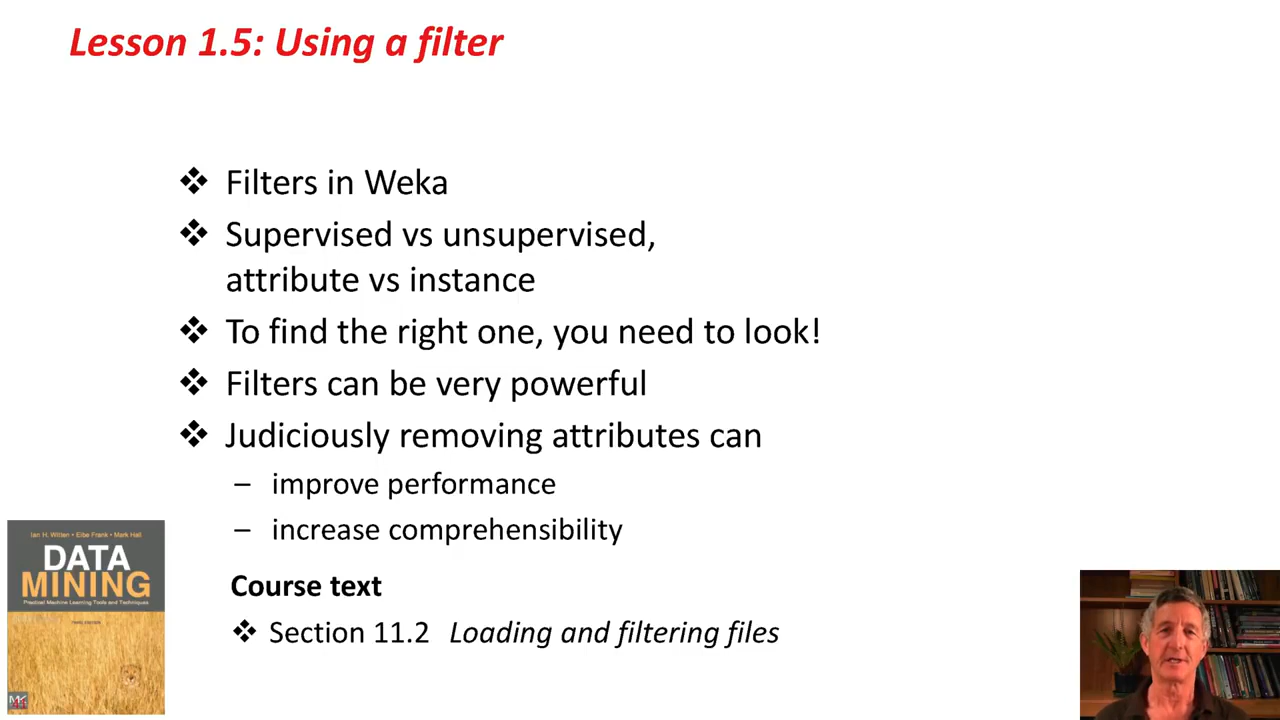 Lesson 1.5: Using a filter
❖ Filters in Weka
❖ Supervised vs unsupervised,
attribute vs instance
❖ To find the right one, you need to look!
❖ Filters can be very powerful
❖ Judiciously removing attributes can
– improve performance
– increase comprehensibility
Course text
❖ Section 11.2 Loading and filtering files
Ian H. Witten • Eibe Frank • Mark Hall
DATA
MINING
Practical Machine Learning Tools and Techniques
THIRD EDITION